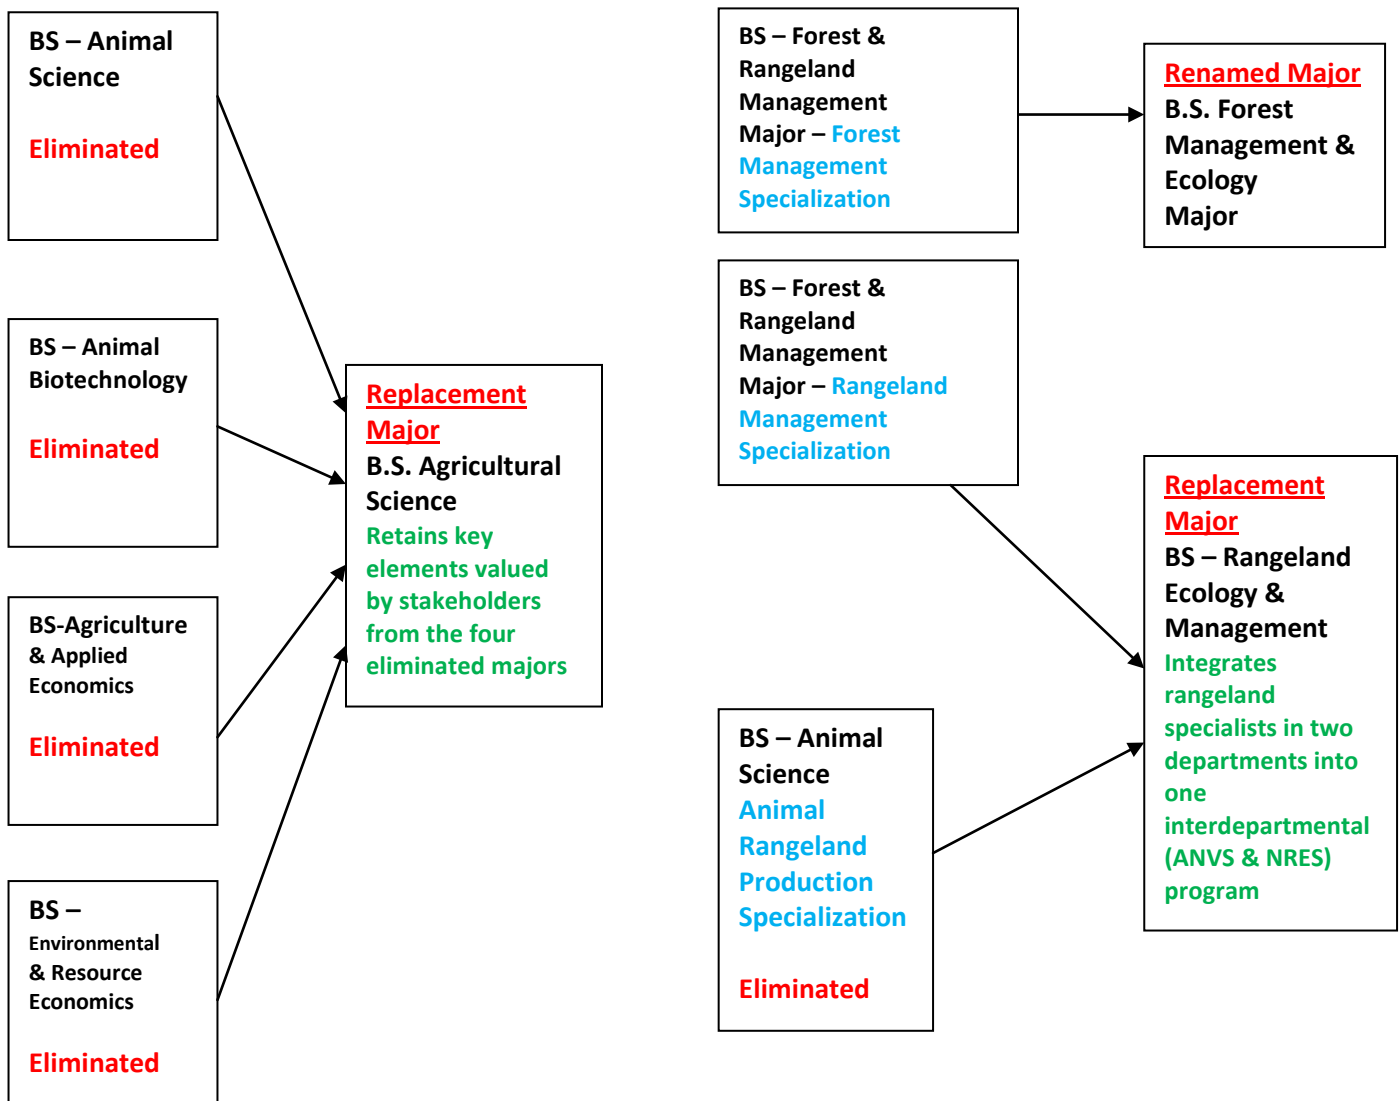 BS – Animal
Science
Eliminated
BS – Animal
Biotechnology
Eliminated
BS-Agriculture
& Applied
Economics
Eliminated
BS –
Environmental
& Resource
Economics
Eliminated
Replacement
Major
B.S. Agricultural
Science
Retains key
elements valued
by stakeholders
from the four
eliminated majors
BS – Forest &
Rangeland
Management
Major – Forest
Management
Specialization
Renamed Major
B.S. Forest
Management &
Ecology
Major
BS – Forest &
Rangeland
Management
Major – Rangeland
Management
Specialization
BS – Animal
Science
Animal
Rangeland
Production
Specialization
Eliminated
Replacement
Major
BS – Rangeland
Ecology &
Management
Integrates
rangeland
specialists in two
departments into
one
interdepartmental
(ANVS & NRES)
program